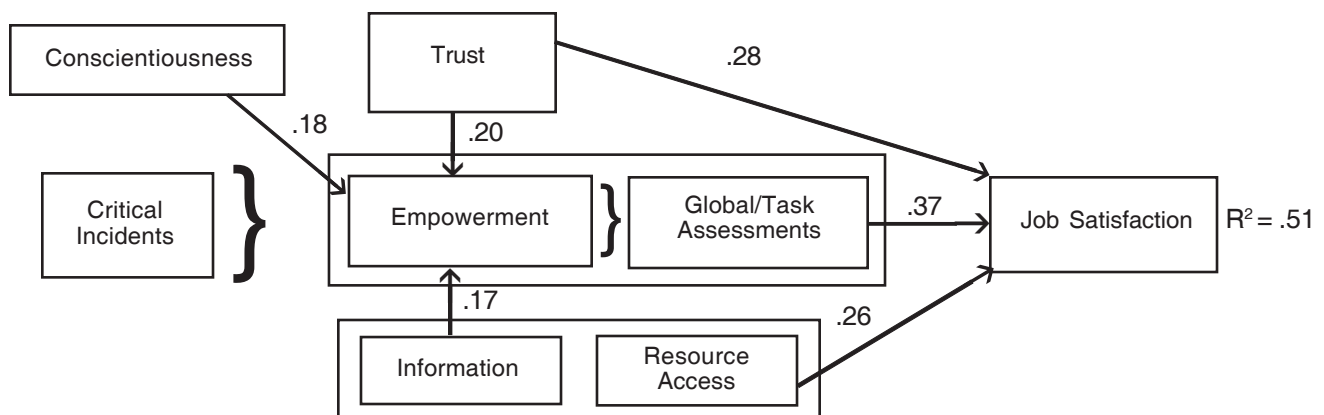 Conscientiousness
Trust
.28
.18
.20
Critical
Incidents
}
Empowerment
}
Global/Task
Assessments
.37
Job Satisfaction
R² = .51
.17
.26
Information
Resource
Access